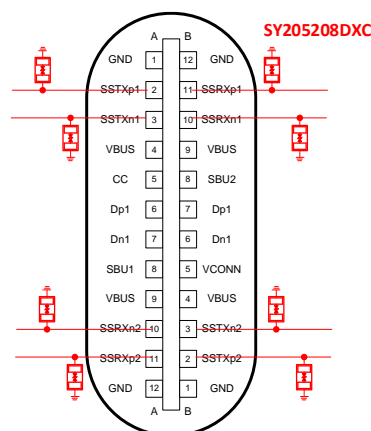 SY205208DXC
A B
GND 1 12 GND
SSTXp1 2 11 SSRXp1
SSTXn1 3 10 SSRXn1
VBUS 4 9 VBUS
CC 5 8 SBU2
Dp1 6 7 Dp1
Dn1 7 6 Dn1
SBU1 8 5 VCONN
VBUS 9 4 VBUS
SSRXn2 10 3 SSTXn2
SSRXp2 11 2 SSTXp2
GND 12 1 GND
A B